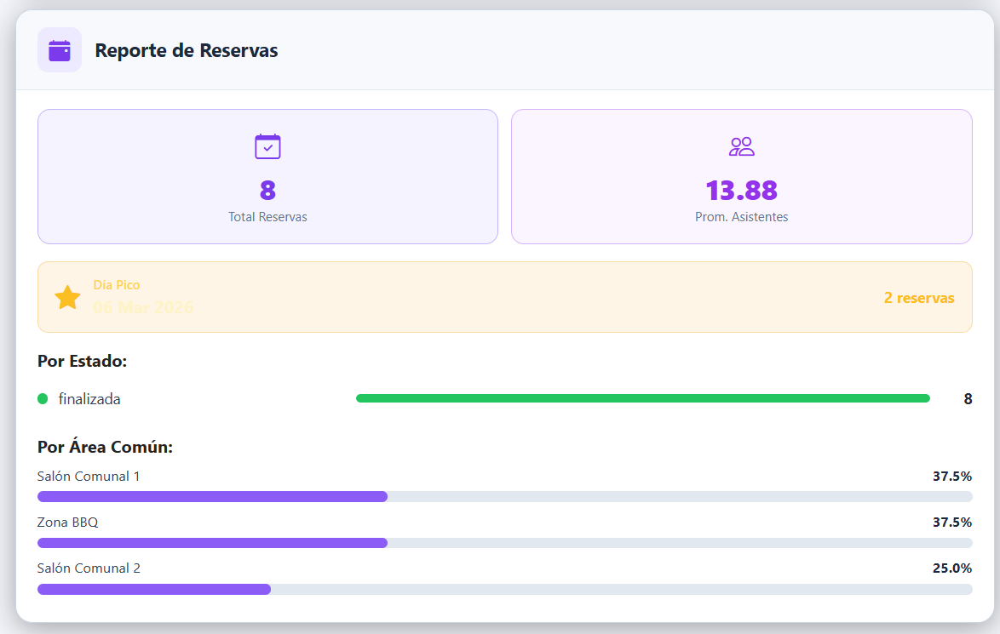 Reporte de Reservas
8
Total Reservas
13.88
Prom. Asistentes
Día Pico
06 Mar 2026
2 reservas
Por Estado:
finalizada 8
Por Área Común:
Salón Comunal 1 37.5%
Zona BBQ 37.5%
Salón Comunal 2 25.0%